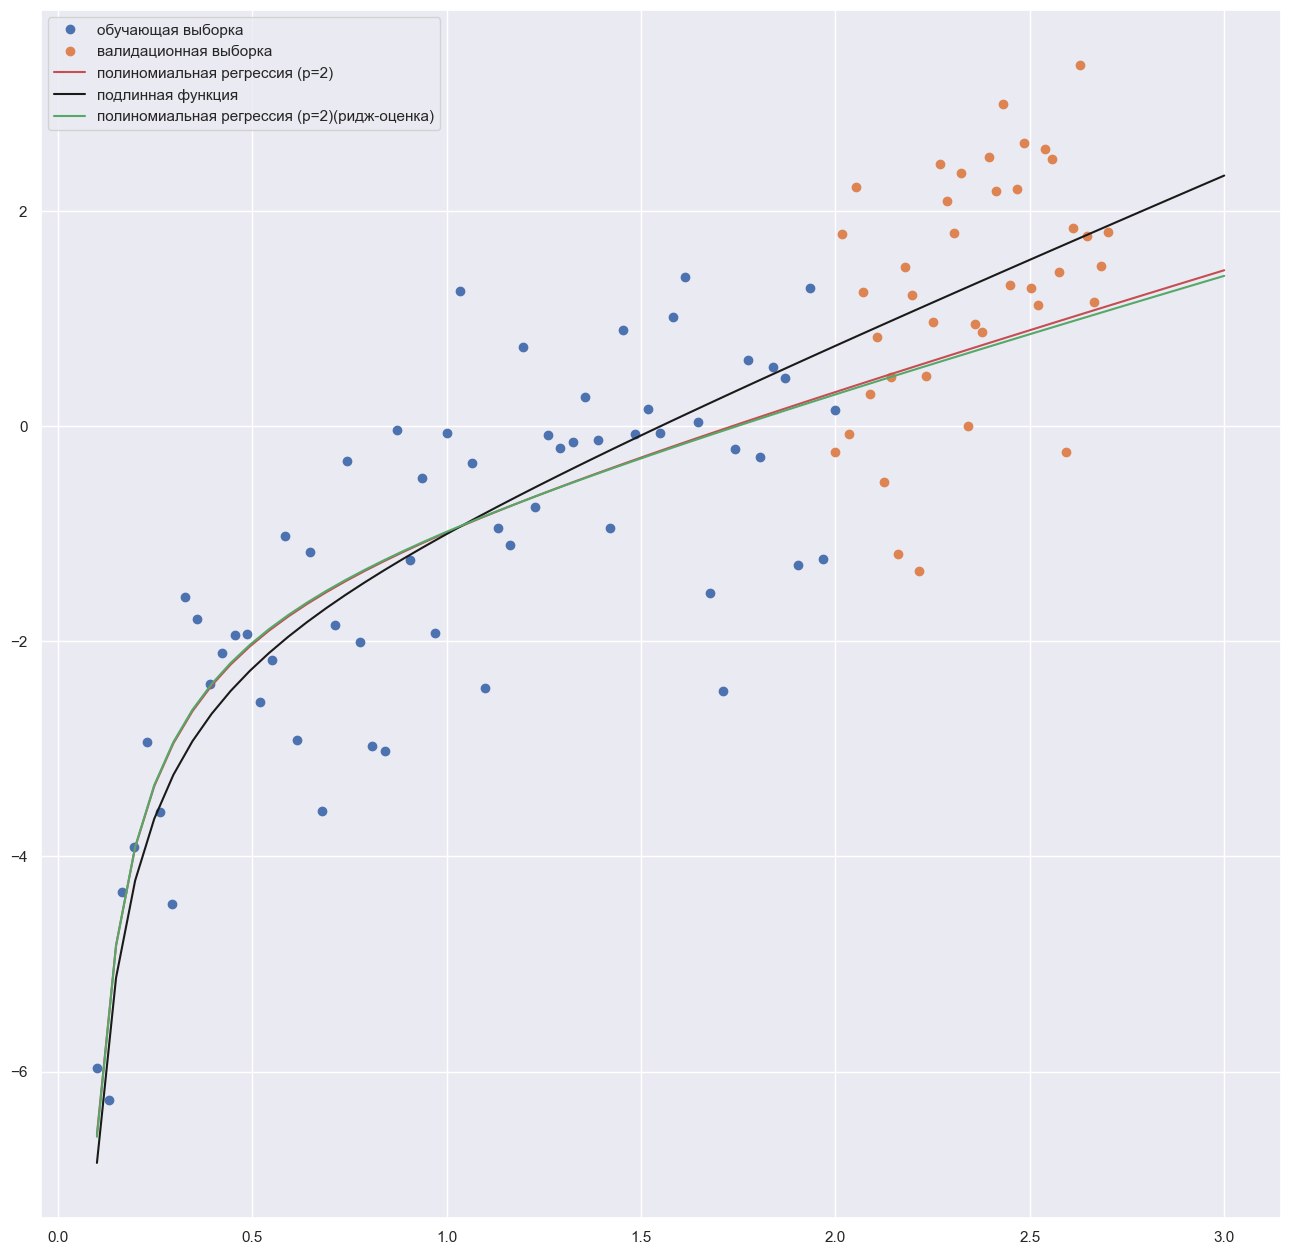 обучающая выборка
валидационная выборка
полиномиальная регрессия (p=2)
подлинная функция
полиномиальная регрессия (p=2)(ридж-оценка)
2
0
−2
−4
−6
0.0 0.5 1.0 1.5 2.0 2.5 3.0